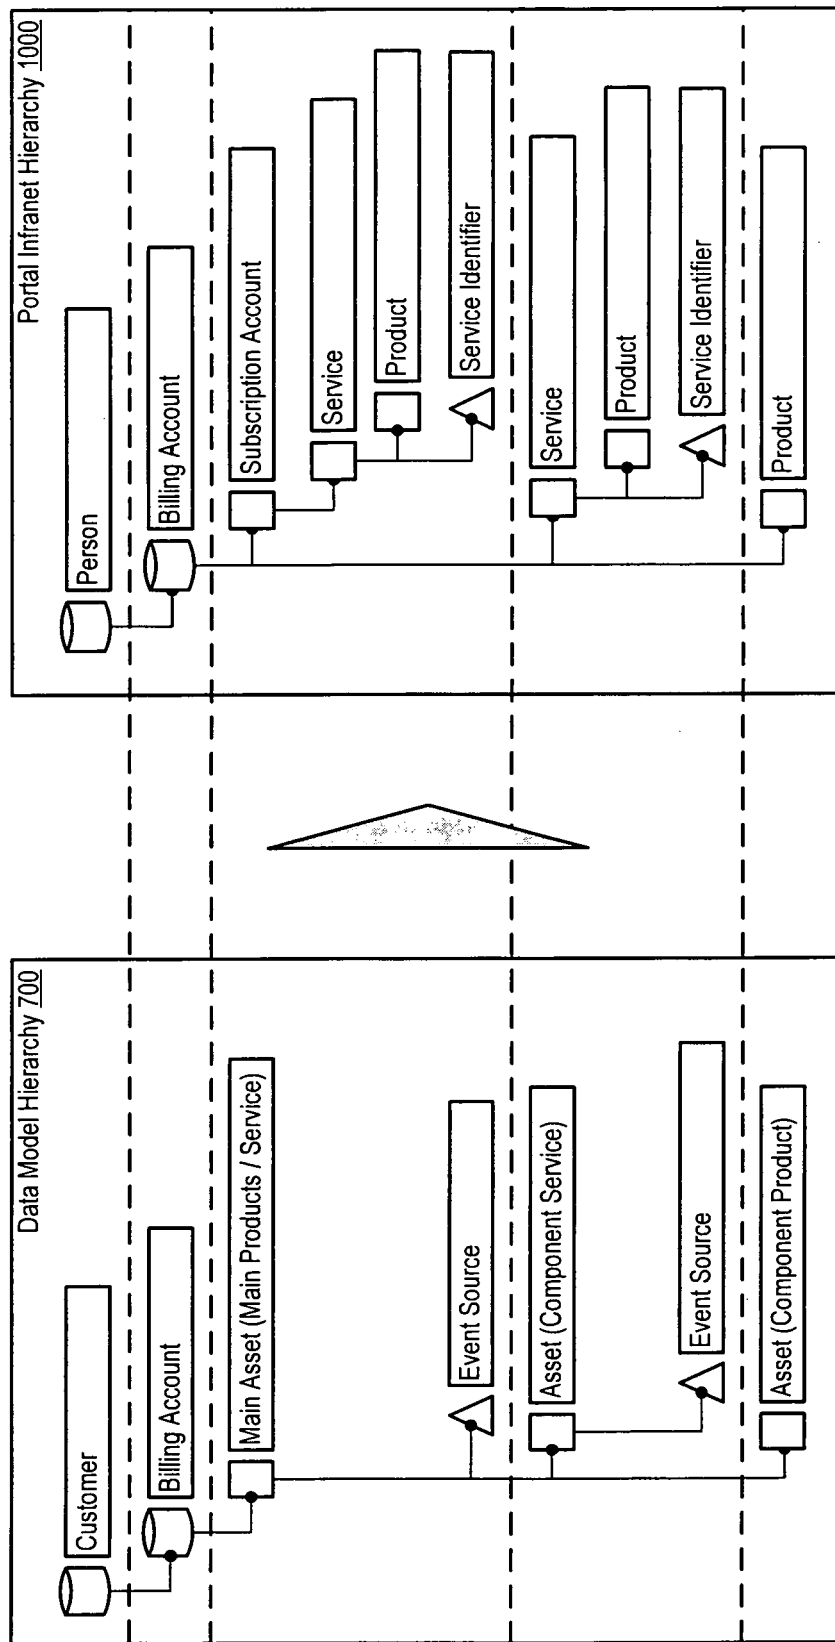 Data Model Hierarchy 700
Customer
Billing Account
Main Asset (Main Products / Service)
Event Source
Asset (Component Service)
Event Source
Asset (Component Product)
Portal Infranet Hierarchy 1000
Person
Billing Account
Subscription Account
Service
Product
Service Identifier
Service
Product
Service Identifier
Product